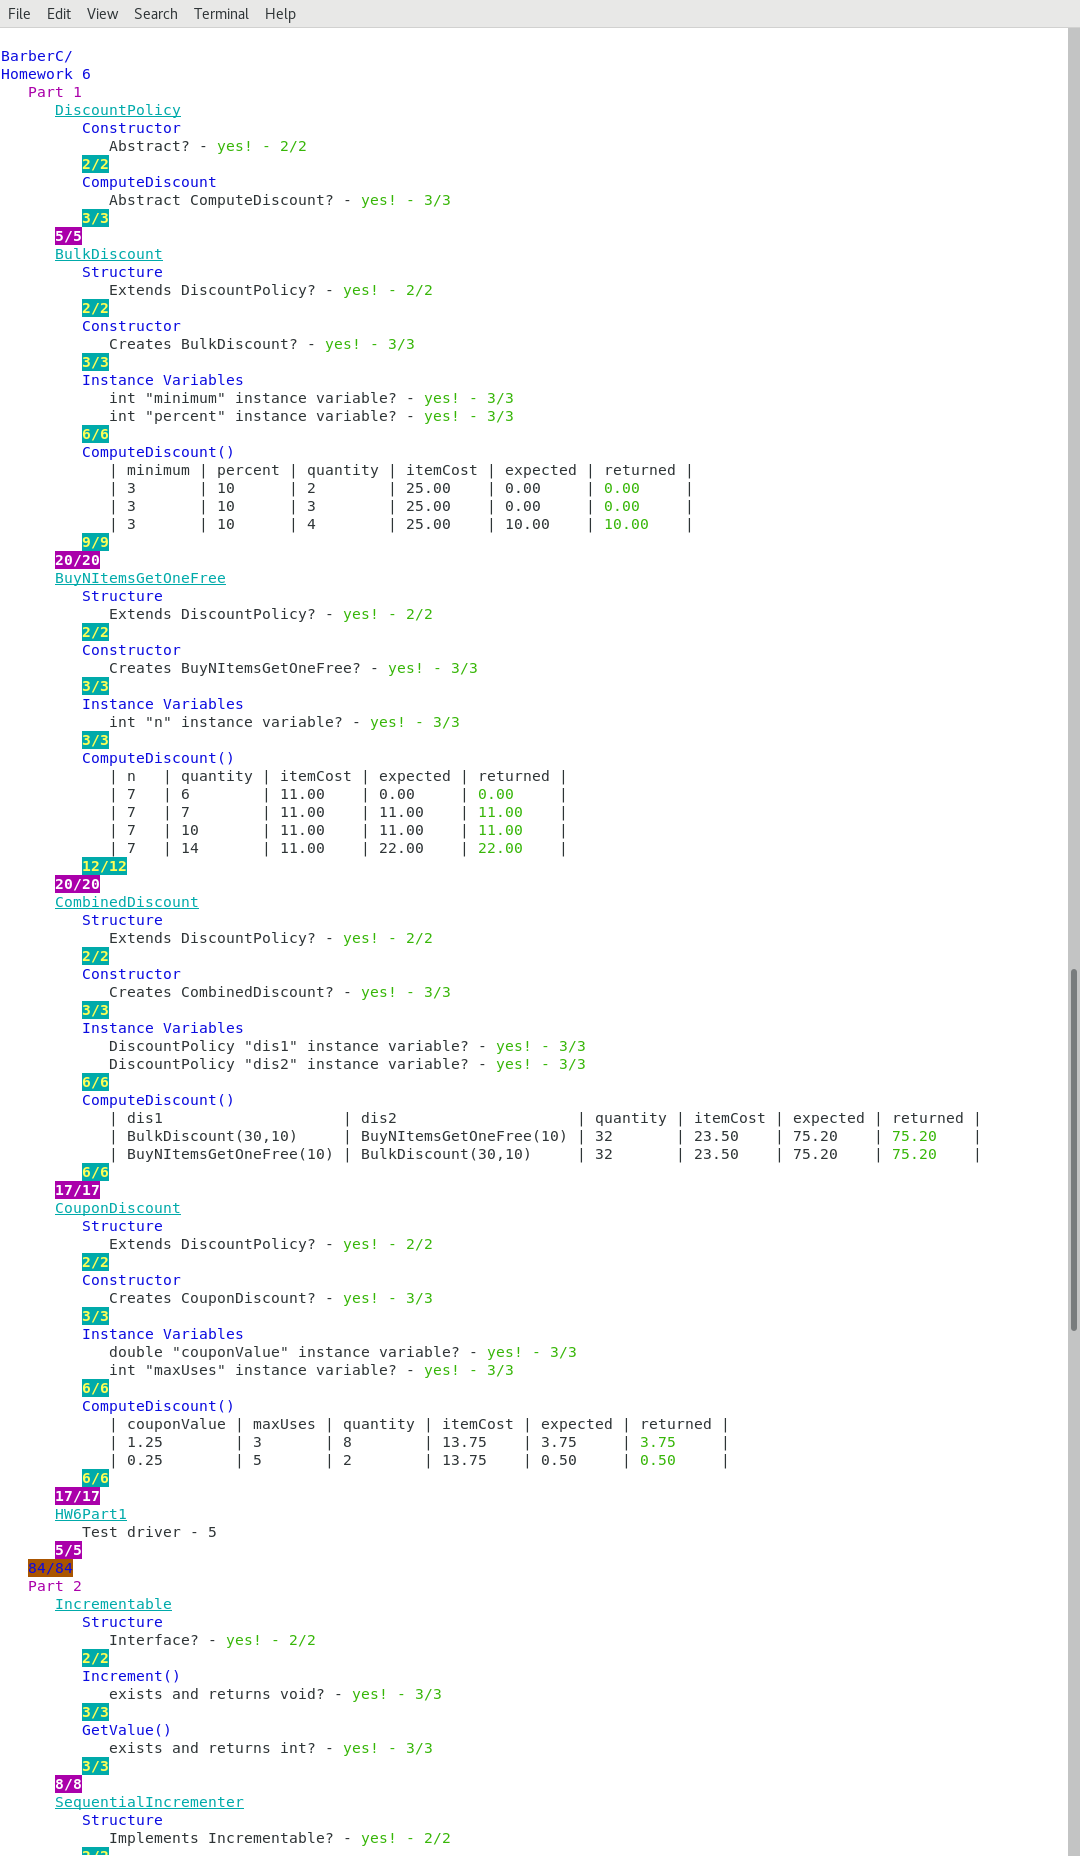 File Edit View Search Terminal Help
BarberC/
Homework 6
Part 1
DiscountPolicy
Constructor
Abstract? - yes! - 2/2
2/2
ComputeDiscount
Abstract ComputeDiscount? - yes! - 3/3
3/3
5/5
BulkDiscount
Structure
Extends DiscountPolicy? - yes! - 2/2
2/2
Constructor
Creates BulkDiscount? - yes! - 3/3
3/3
Instance Variables
int "minimum" instance variable? - yes! - 3/3
int "percent" instance variable? - yes! - 3/3
6/6
ComputeDiscount()
| minimum | percent | quantity | itemCost | expected | returned |
| 3 | 10 | 2 | 25.00 | 0.00 | 0.00 |
| 3 | 10 | 3 | 25.00 | 0.00 | 0.00 |
| 3 | 10 | 4 | 25.00 | 10.00 | 10.00 |
9/9
20/20
BuyNItemsGetOneFree
Structure
Extends DiscountPolicy? - yes! - 2/2
2/2
Constructor
Creates BuyNItemsGetOneFree? - yes! - 3/3
3/3
Instance Variables
int "n" instance variable? - yes! - 3/3
3/3
ComputeDiscount()
| n | quantity | itemCost | expected | returned |
| 7 | 6 | 11.00 | 0.00 | 0.00 |
| 7 | 7 | 11.00 | 11.00 | 11.00 |
| 7 | 10 | 11.00 | 11.00 | 11.00 |
| 7 | 14 | 11.00 | 22.00 | 22.00 |
12/12
20/20
CombinedDiscount
Structure
Extends DiscountPolicy? - yes! - 2/2
2/2
Constructor
Creates CombinedDiscount? - yes! - 3/3
3/3
Instance Variables
DiscountPolicy "dis1" instance variable? - yes! - 3/3
DiscountPolicy "dis2" instance variable? - yes! - 3/3
6/6
ComputeDiscount()
| dis1 | dis2 | quantity | itemCost | expected | returned |
| BulkDiscount(30,10) | BuyNItemsGetOneFree(10) | 32 | 23.50 | 75.20 | 75.20 |
| BuyNItemsGetOneFree(10) | BulkDiscount(30,10) | 32 | 23.50 | 75.20 | 75.20 |
6/6
17/17
CouponDiscount
Structure
Extends DiscountPolicy? - yes! - 2/2
2/2
Constructor
Creates CouponDiscount? - yes! - 3/3
3/3
Instance Variables
double "couponValue" instance variable? - yes! - 3/3
int "maxUses" instance variable? - yes! - 3/3
6/6
ComputeDiscount()
| couponValue | maxUses | quantity | itemCost | expected | returned |
| 1.25 | 3 | 8 | 13.75 | 3.75 | 3.75 |
| 0.25 | 5 | 2 | 13.75 | 0.50 | 0.50 |
6/6
17/17
HW6Part1
Test driver - 5
5/5
84/84
Part 2
Incrementable
Structure
Interface? - yes! - 2/2
2/2
Increment()
exists and returns void? - yes! - 3/3
3/3
GetValue()
exists and returns int? - yes! - 3/3
3/3
8/8
SequentialIncrementer
Structure
Implements Incrementable? - yes! - 2/2